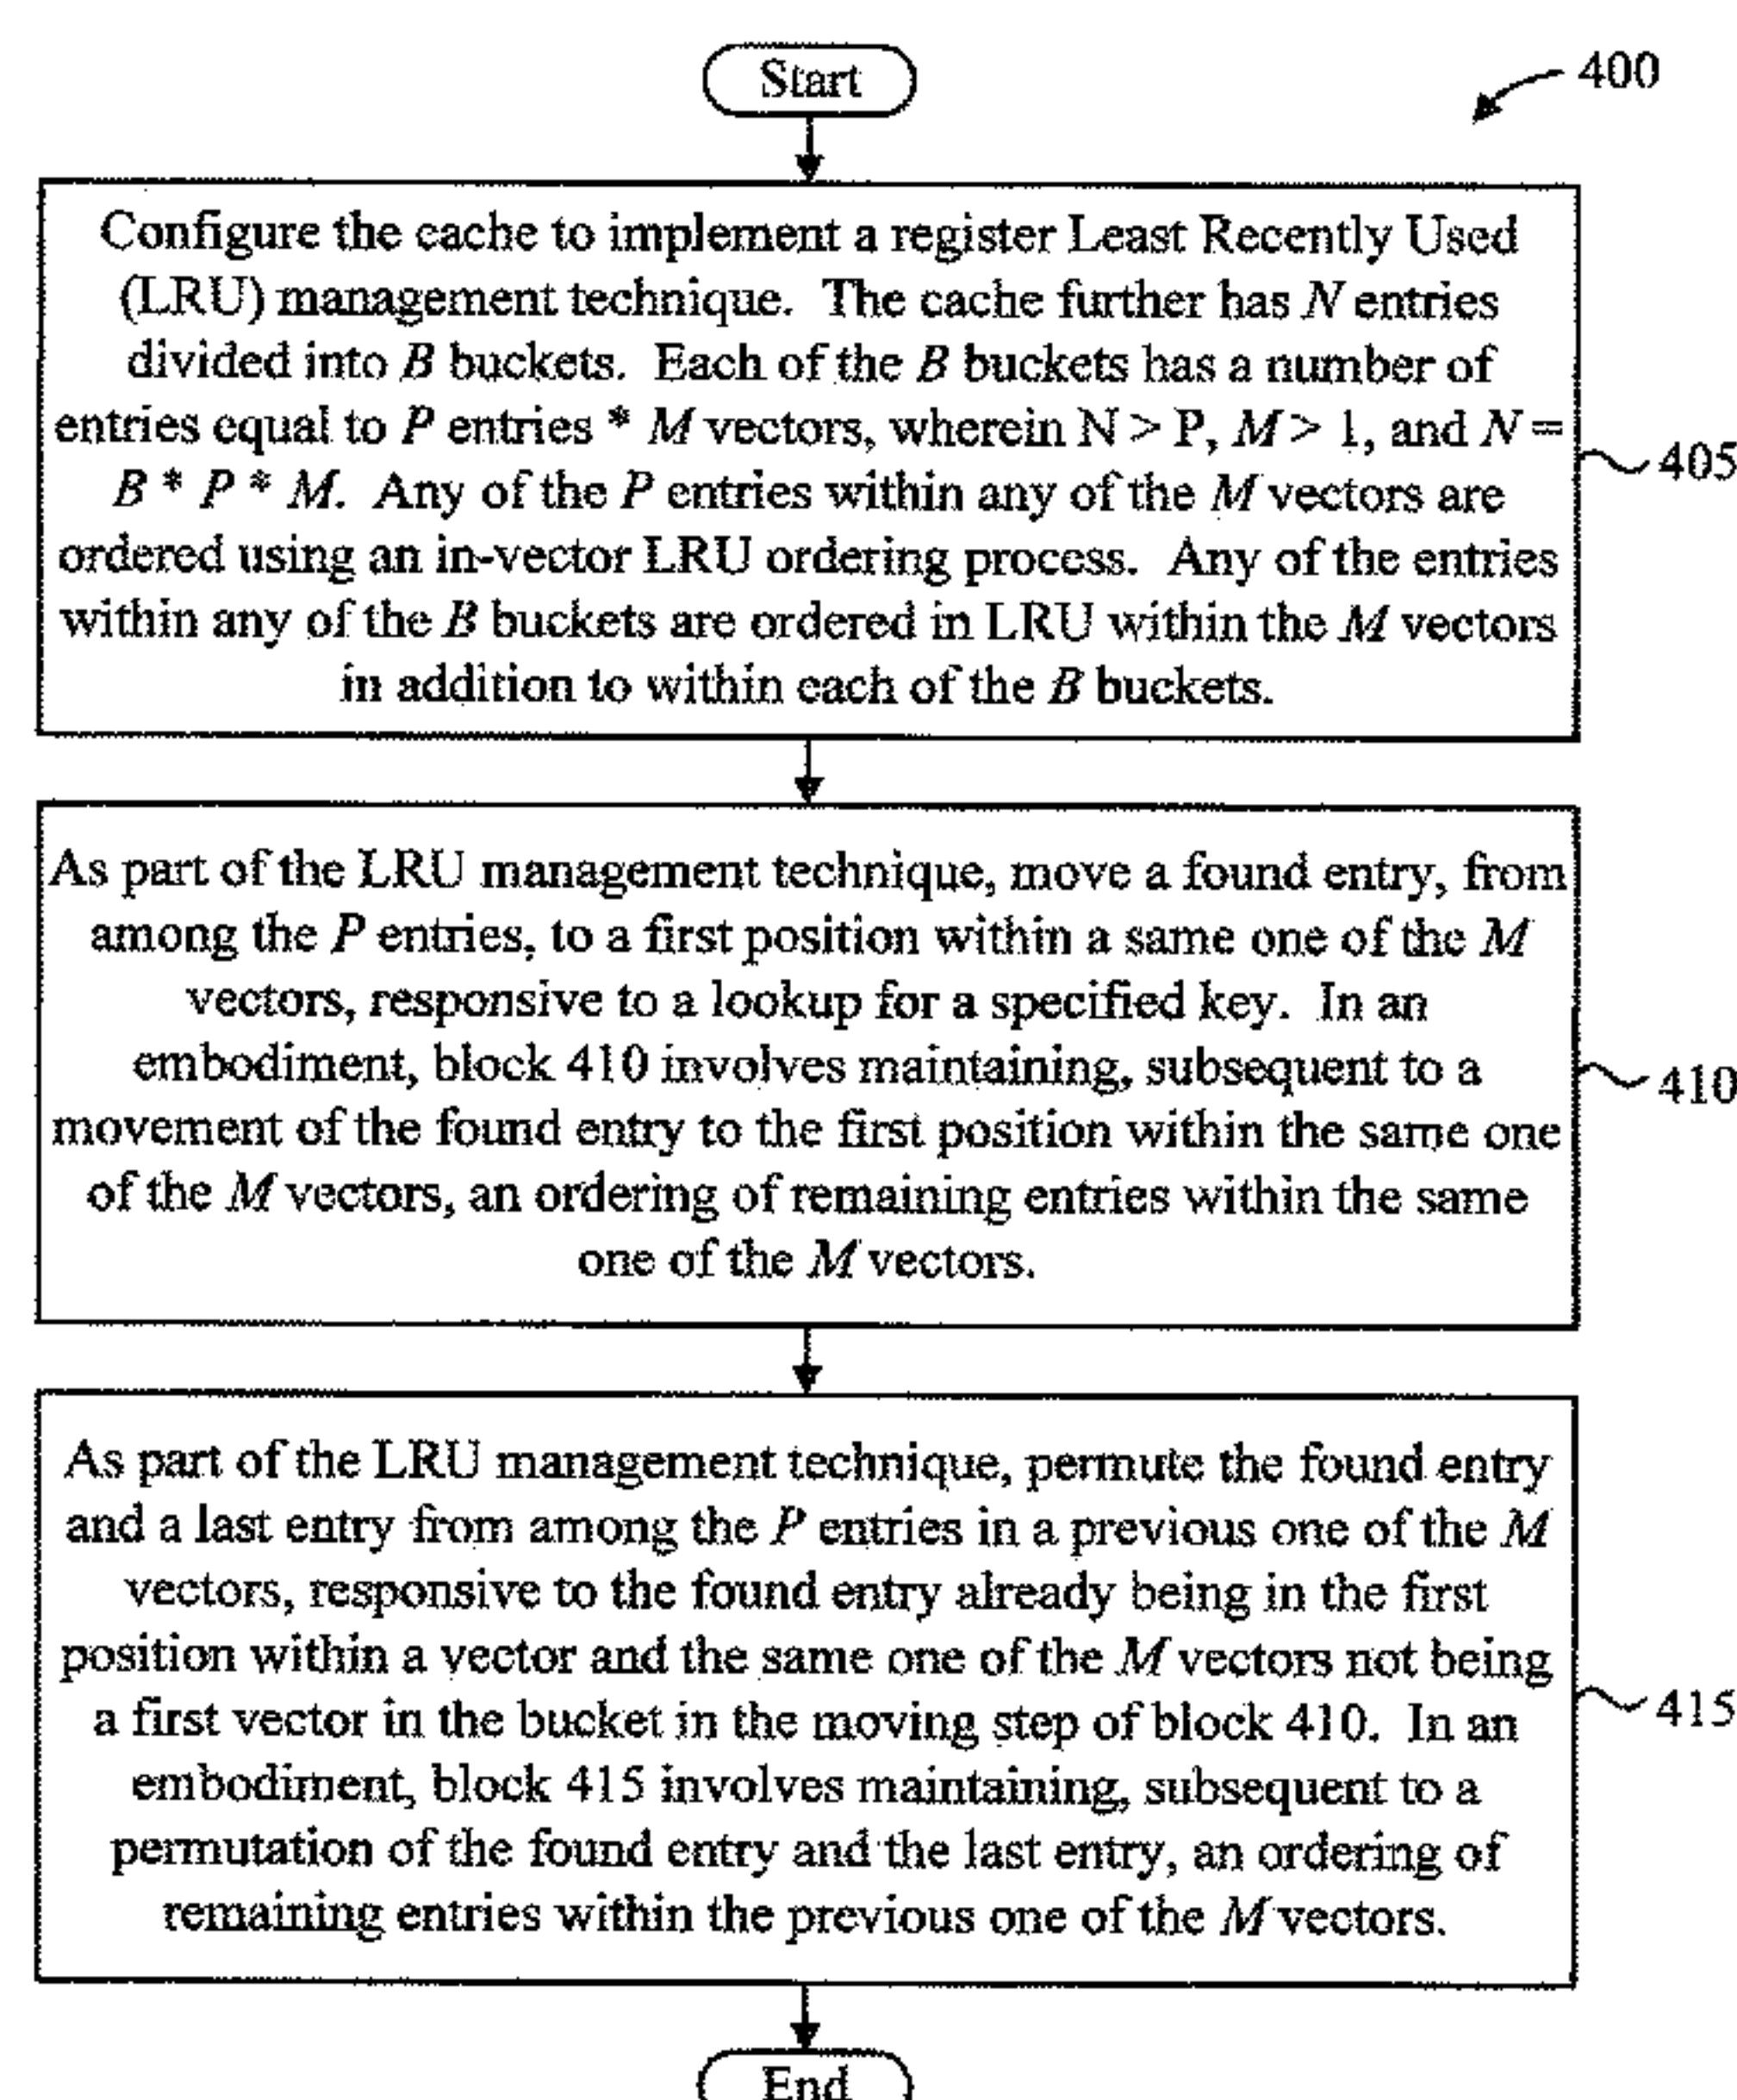 Start
400
Configure the cache to implement a register Least Recently Used
(LRU) management technique. The cache further has N entries
divided into B buckets. Each of the B buckets has a number of
entries equal to P entries * M vectors, wherein N > P, M > 1, and N =
B * P * M. Any of the P entries within any of the M vectors are
ordered using an in-vector LRU ordering process. Any of the entries
within any of the B buckets are ordered in LRU within the M vectors
in addition to within each of the B buckets.
405
As part of the LRU management technique, move a found entry, from
among the P entries, to a first position within a same one of the M
vectors, responsive to a lookup for a specified key. In an
embodiment, block 410 involves maintaining, subsequent to a
movement of the found entry to the first position within the same one
of the M vectors, an ordering of remaining entries within the same
one of the M vectors.
410
As part of the LRU management technique, permute the found entry
and a last entry from among the P entries in a previous one of the M
vectors, responsive to the found entry already being in the first
position within a vector and the same one of the M vectors not being
a first vector in the bucket in the moving step of block 410. In an
embodiment, block 415 involves maintaining, subsequent to a
permutation of the found entry and the last entry, an ordering of
remaining entries within the previous one of the M vectors.
415
End